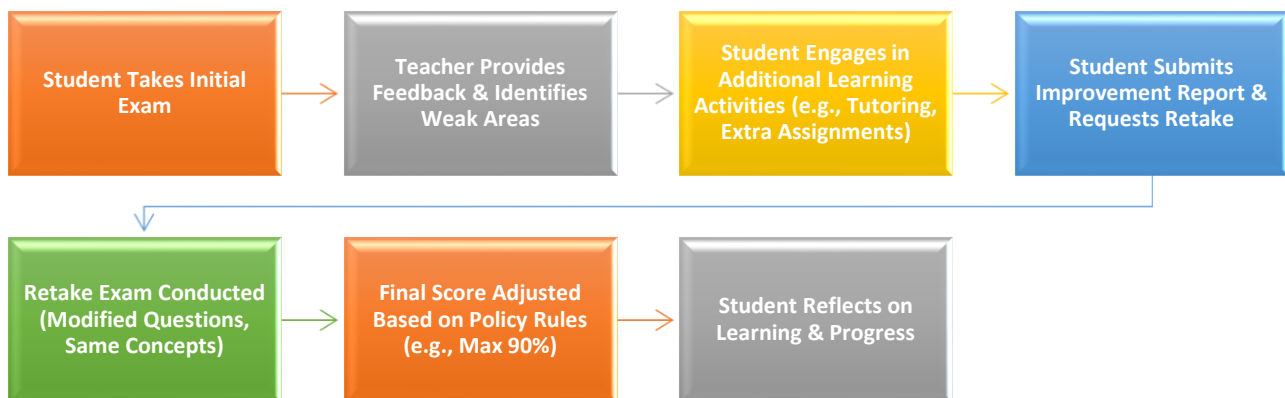 Student Takes Initial
Exam
Teacher Provides
Feedback & Identifies
Weak Areas
Student Engages in
Additional Learning
Activities (e.g., Tutoring,
Extra Assignments)
Student Submits
Improvement Report &
Requests Retake
Retake Exam Conducted
(Modified Questions,
Same Concepts)
Final Score Adjusted
Based on Policy Rules
(e.g., Max 90%)
Student Reflects on
Learning & Progress